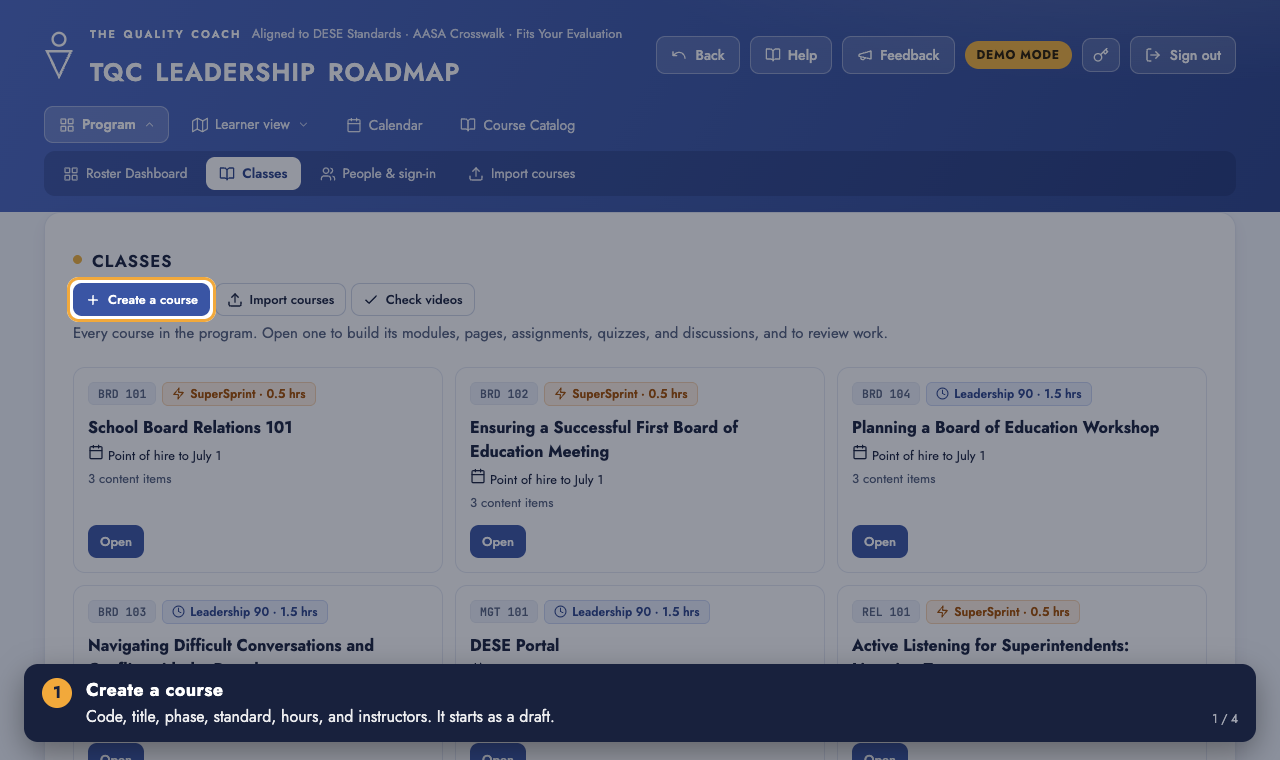 THE QUALITY COACH Aligned to DESE Standards · AASA Crosswalk · Fits Your Evaluation
TQC LEADERSHIP ROADMAP
Back
Help
Feedback
DEMO MODE
Sign out
Program
Learner view
Calendar
Course Catalog
Roster Dashboard
Classes
People & sign-in
Import courses
CLASSES
Create a course
Import courses
Check videos
Every course in the program. Open one to build its modules, pages, assignments, quizzes, and discussions, and to review work.
BRD 101
SuperSprint · 0.5 hrs
School Board Relations 101
Point of hire to July 1
3 content items
Open
BRD 102
SuperSprint · 0.5 hrs
Ensuring a Successful First Board of
Education Meeting
Point of hire to July 1
3 content items
Open
BRD 104
Leadership 90 · 1.5 hrs
Planning a Board of Education Workshop
Point of hire to July 1
3 content items
Open
BRD 103
Leadership 90 · 1.5 hrs
Navigating Difficult Conversations and
MGT 101
Leadership 90 · 1.5 hrs
DESE Portal
REL 101
SuperSprint · 0.5 hrs
Active Listening for Superintendents:
1
Create a course
Code, title, phase, standard, hours, and instructors. It starts as a draft.
1 / 4
Open
Open
Open